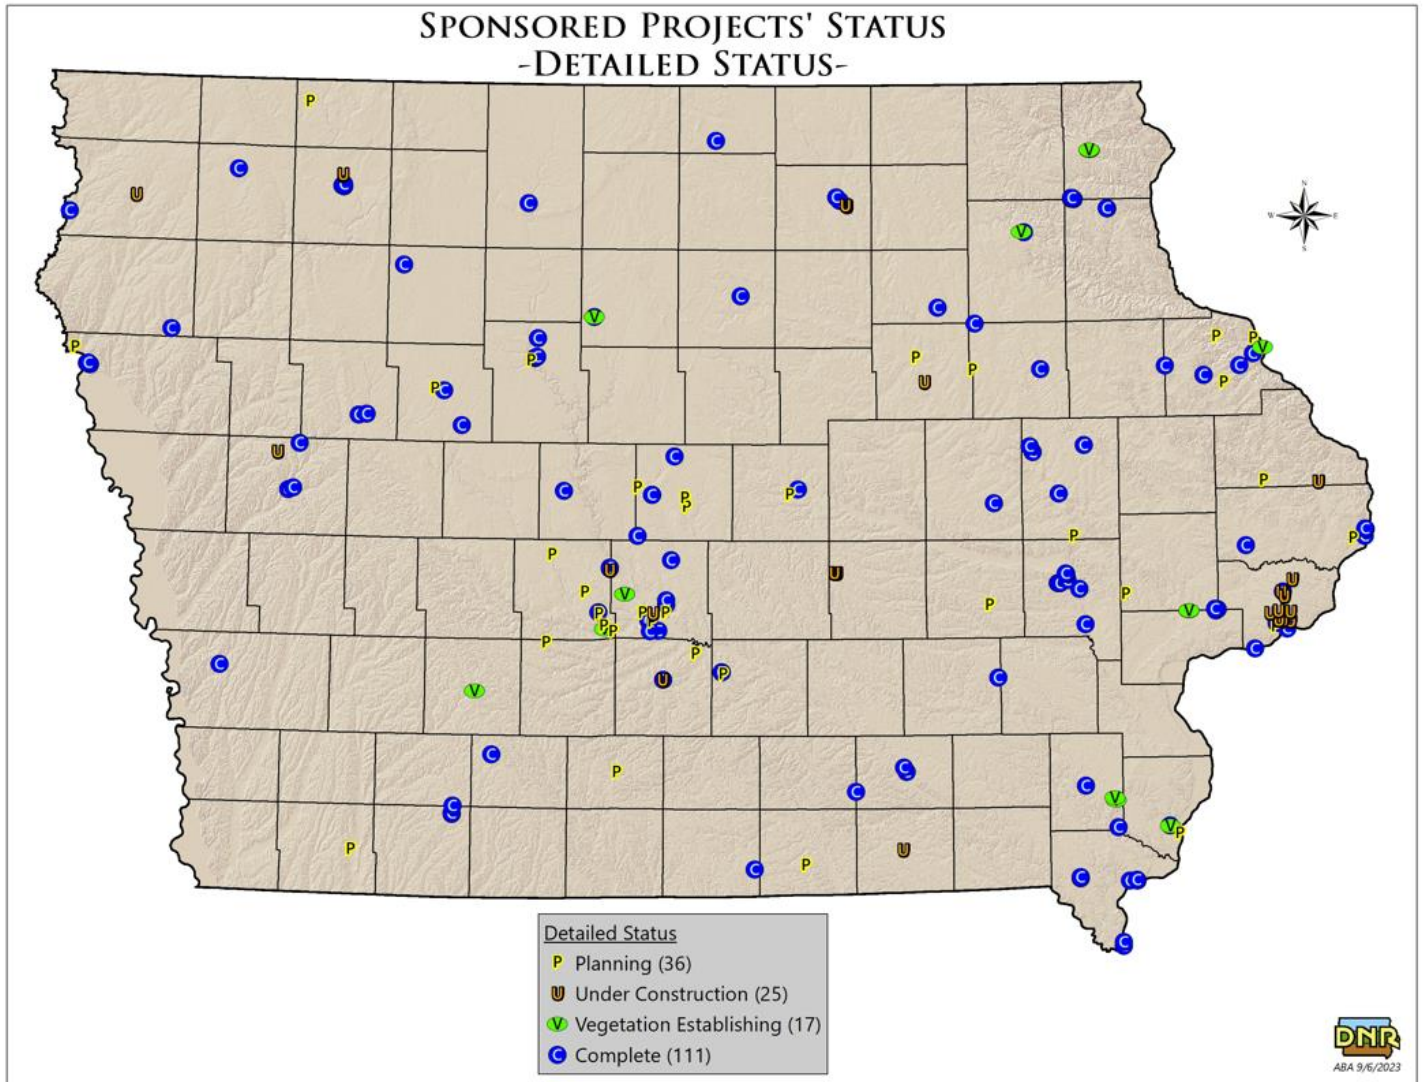 SPONSORED PROJECTS' STATUS
-DETAILED STATUS-
N
W E
S
Detailed Status
P Planning (36)
U Under Construction (25)
V Vegetation Establishing (17)
C Complete (111)
DNR
ABA 9/6/2023